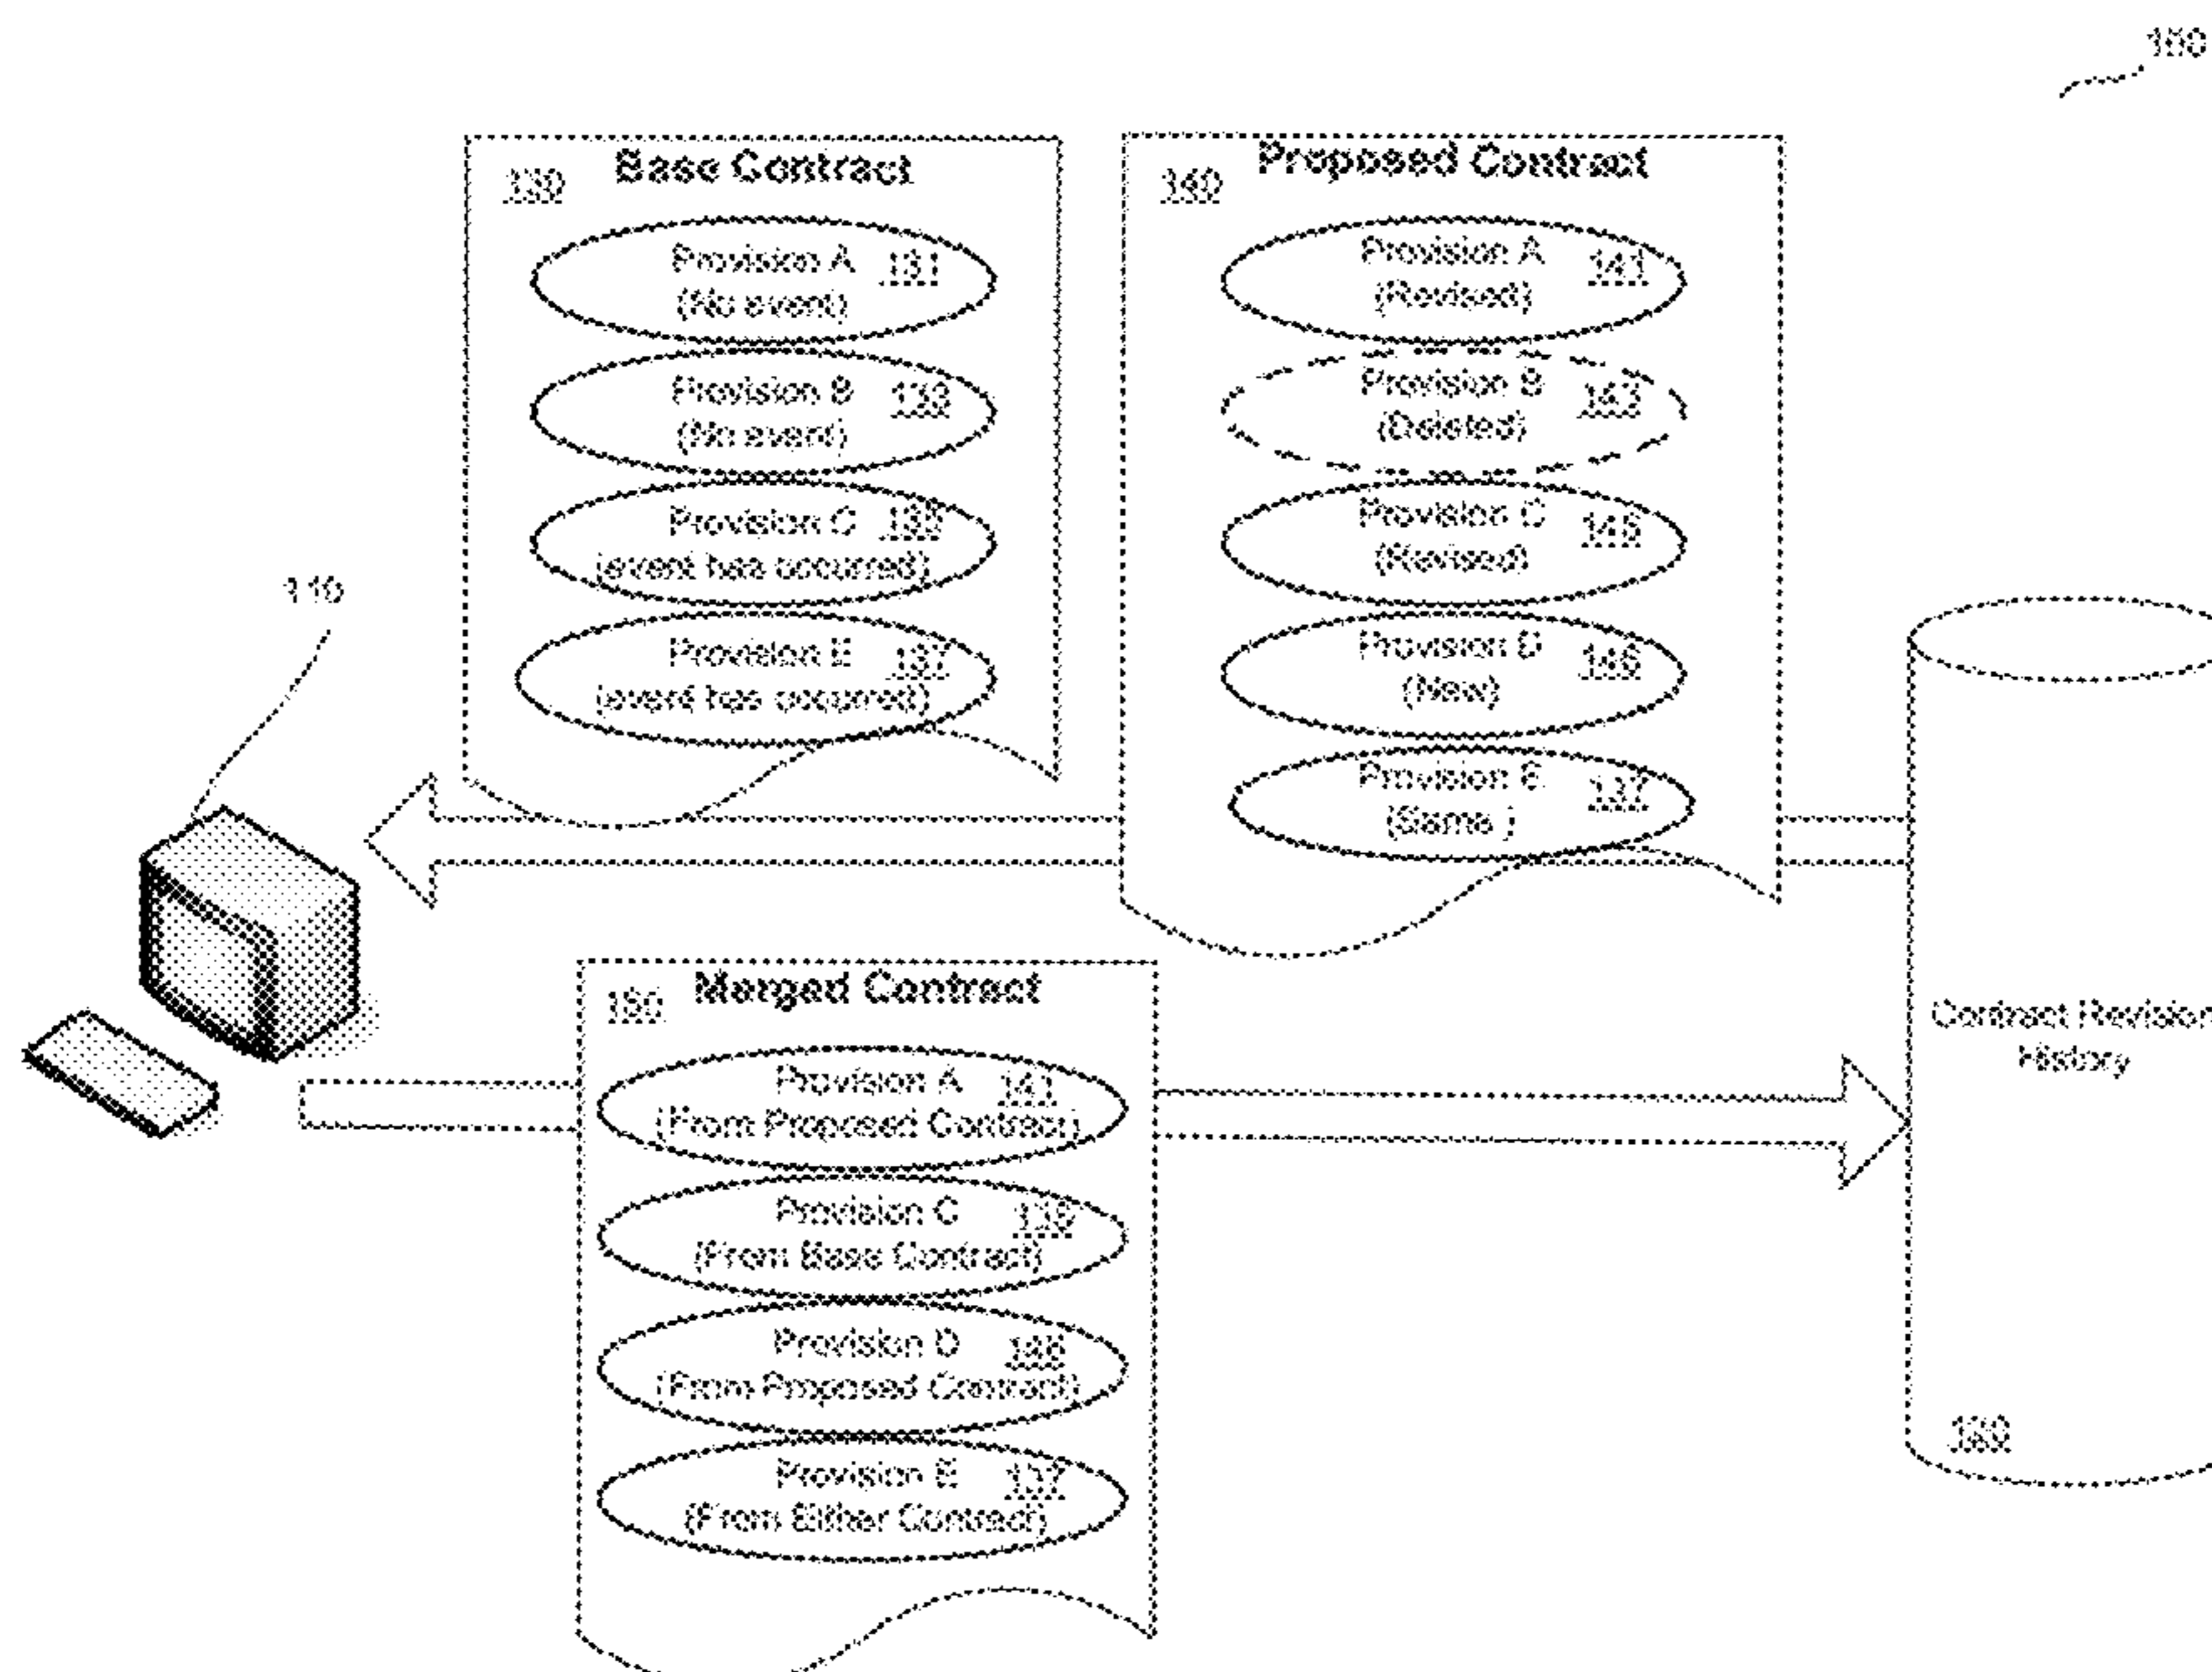 Base Contract
130
Provision A 131
(No event)
Provision B 133
(No event)
Provision C 135
(event has occurred)
Provision E 137
(event has occurred)
Proposed Contract
140
Provision A 141
(Revised)
Provision B 143
(Deleted)
Provision C 145
(Revised)
Provision D 146
(New)
Provision E 137
(Same )
110
Merged Contract
Provision A 141
(From Proposed Contract)
Provision C 135
(From Base Contract)
Provision D 146
(From Proposed Contract)
Provision E 137
(From Either Contract)
Contract Revision
History